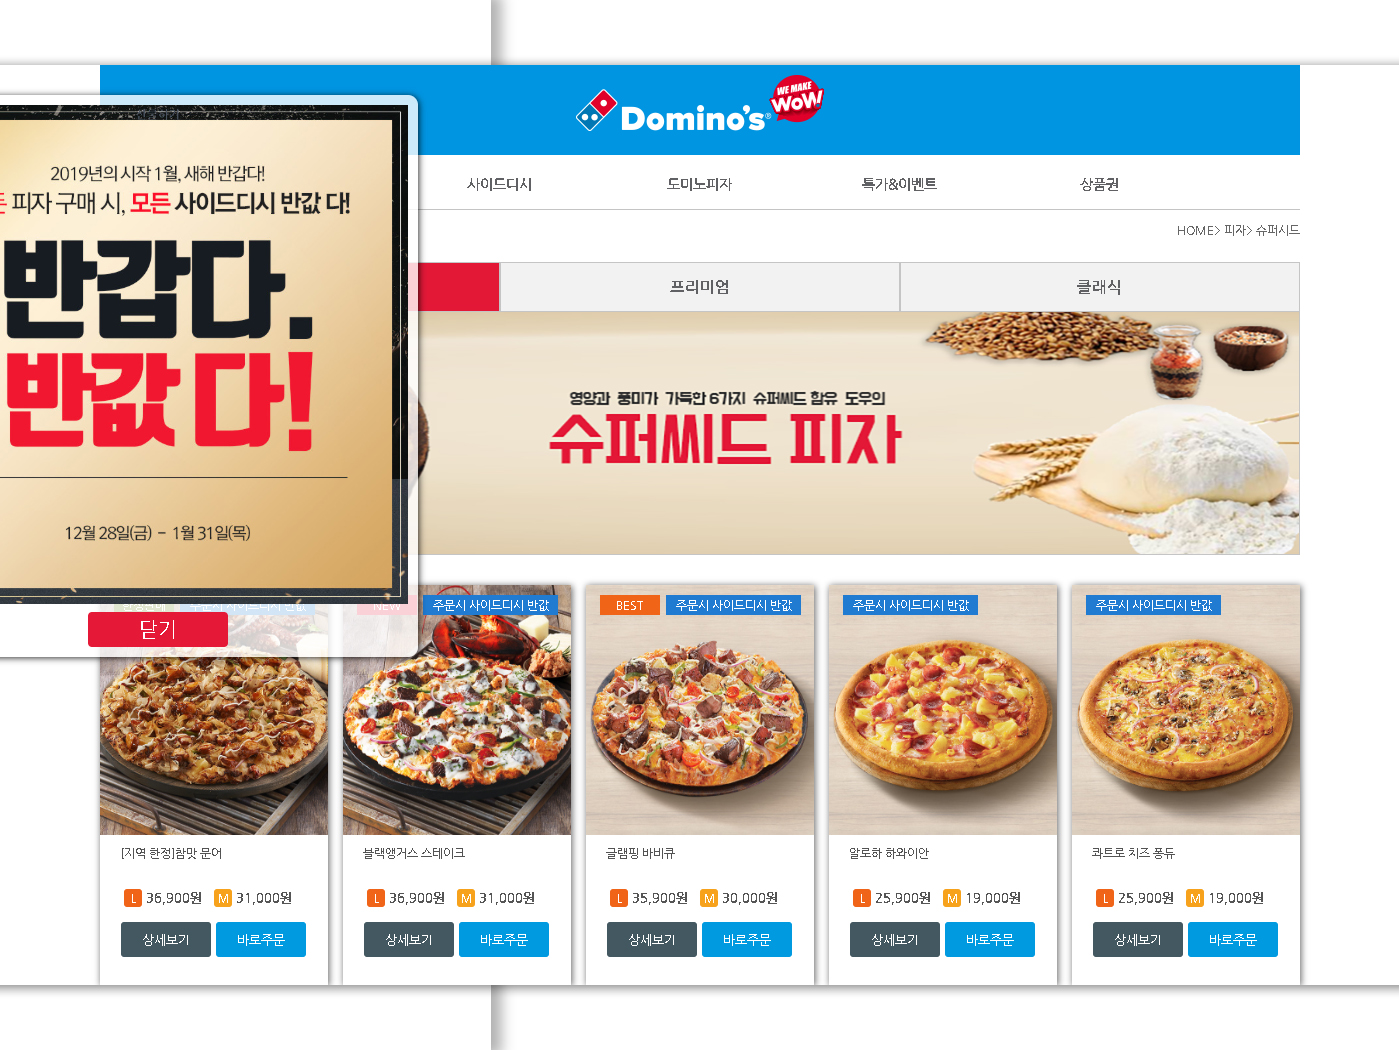 WE MAKE
WOW!
Domino's®
사이드디시
도미노피자
특가&이벤트
상품권
HOME> 피자> 슈퍼시드
프리미엄
클래식
2019년의 시작 1월, 새해 반갑다!
피자 구매 시, 모든 사이드디시 반값 다!
반갑다.
반값 다!
12월 28일(금) – 1월 31일(목)
닫기
영양과 풍미가 가득한 6가지 슈퍼씨드 함유 도우의
슈퍼씨드 피자
주문시 사이드디시 반값
NEW
주문시 사이드디시 반값
BEST
주문시 사이드디시 반값
주문시 사이드디시 반값
주문시 사이드디시 반값
[지역 한정]참맛 문어
L 36,900원 M 31,000원
상세보기 바로주문
블랙앵거스 스테이크
L 36,900원 M 31,000원
상세보기 바로주문
글램핑 바비큐
L 35,900원 M 30,000원
상세보기 바로주문
알로하 하와이안
L 25,900원 M 19,000원
상세보기 바로주문
콰트로 치즈 퐁듀
L 25,900원 M 19,000원
상세보기 바로주문